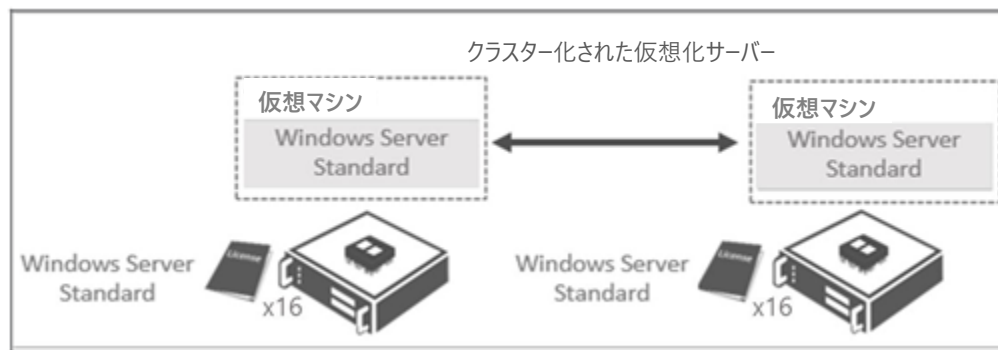 クラスター化された仮想化サーバー
仮想マシン
Windows Server
Standard
仮想マシン
Windows Server
Standard
Windows Server
Standard
License
x16
Windows Server
Standard
License
x16